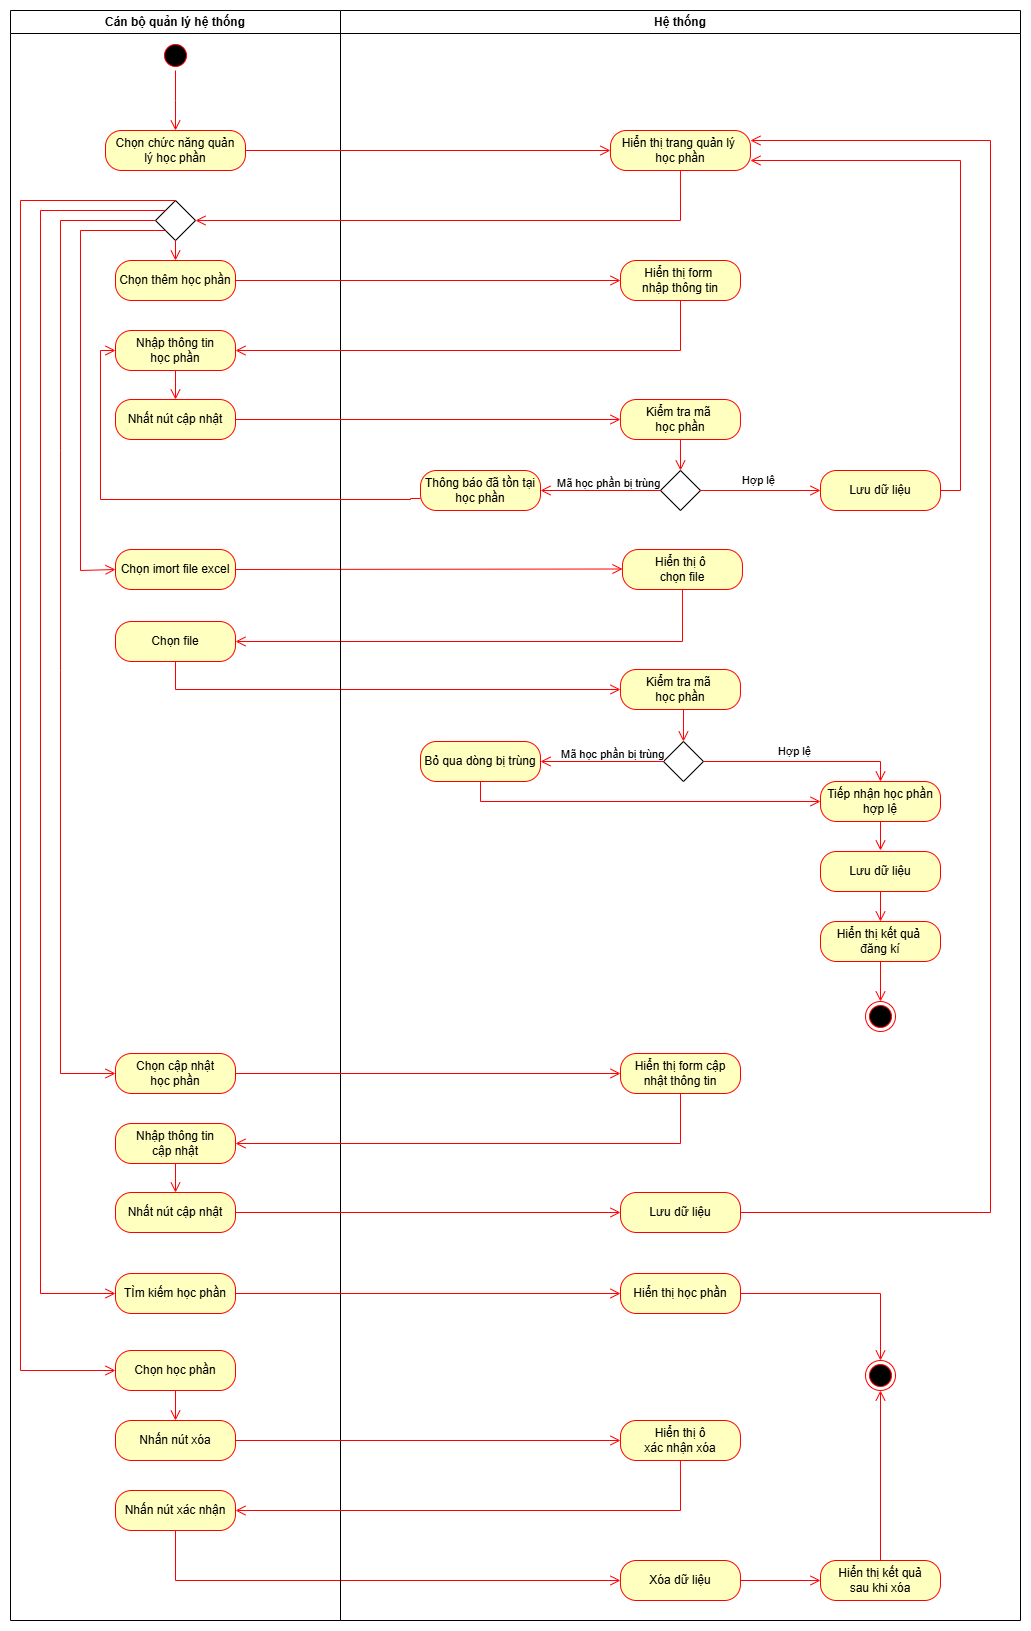 Cán bộ quản lý hệ thống
Hệ thống
Chọn chức năng quản
lý học phần
Hiển thị trang quản lý
học phần
Chọn thêm học phần
Hiển thị form
nhập thông tin
Nhập thông tin
học phần
Nhất nút cập nhật
Kiểm tra mã
học phần
Thông báo đã tồn tại
học phần
Mã học phần bị trùng
Hợp lệ
Lưu dữ liệu
Chọn imort file excel
Hiển thị ô
chọn file
Chọn file
Kiểm tra mã
học phần
Bỏ qua dòng bị trùng
Mã học phần bị trùng
Hợp lệ
Tiếp nhận học phần
hợp lệ
Lưu dữ liệu
Hiển thị kết quả
đăng kí
Chọn cập nhật
học phần
Hiển thị form cập
nhật thông tin
Nhập thông tin
cập nhật
Nhất nút cập nhật
Lưu dữ liệu
TÌm kiếm học phần
Hiển thị học phần
Chọn học phần
Nhấn nút xóa
Hiển thị ô
xác nhận xóa
Nhấn nút xác nhận
Xóa dữ liệu
Hiển thị kết quả
sau khi xóa